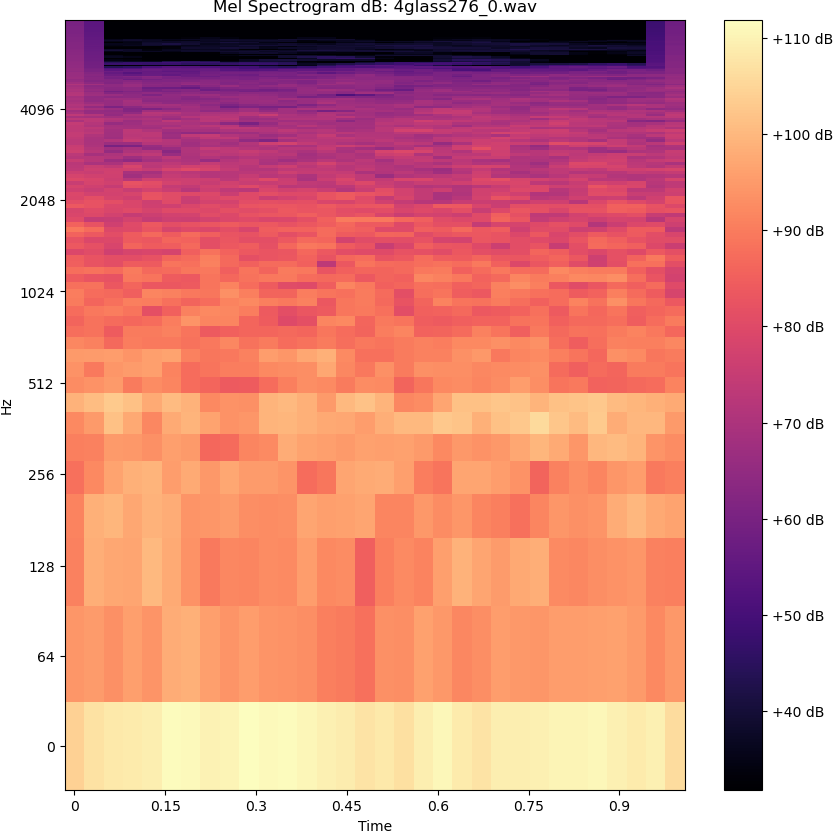 Mel Spectrogram dB: 4glass276_0.wav
+110 dB
4096
+100 dB
2048
+90 dB
1024
+80 dB
512
Hz
+70 dB
256
+60 dB
128
+50 dB
64
+40 dB
0
0 0.15 0.3 0.45 0.6 0.75 0.9
Time